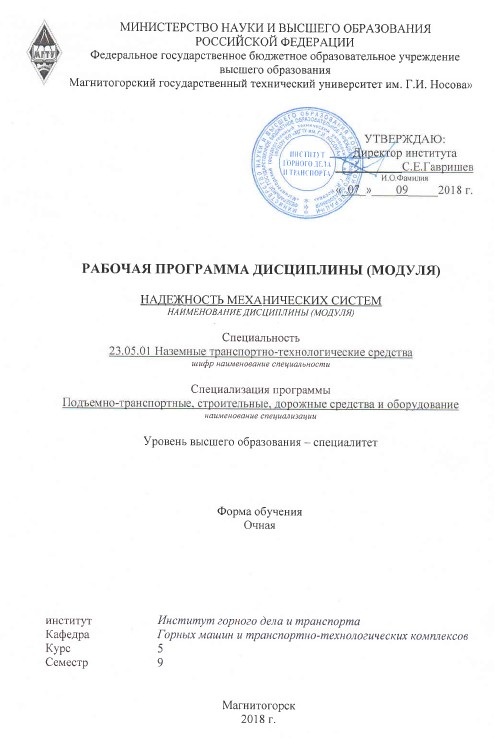 МИНИСТЕРСТВО НАУКИ И ВЫСШЕГО ОБРАЗОВАНИЯ
РОССИЙСКОЙ ФЕДЕРАЦИИ
Федеральное государственное бюджетное образовательное учреждение
высшего образования
Магнитогорский государственный технический университет им. Г.И. Носова»
МГТУ
УТВЕРЖДАЮ:
Директор института
С.Е.Гавришев
И.О.Фамилия
« 07 » 09 2018 г.
ИНСТИТУТ
ГОРНОГО ДЕЛА
И ТРАНСПОРТА
РАБОЧАЯ ПРОГРАММА ДИСЦИПЛИНЫ (МОДУЛЯ)
НАДЕЖНОСТЬ МЕХАНИЧЕСКИХ СИСТЕМ
НАИМЕНОВАНИЕ ДИСЦИПЛИНЫ (МОДУЛЯ)
Специальность
23.05.01 Наземные транспортно-технологические средства
шифр наименование специальности
Специализация программы
Подъемно-транспортные, строительные, дорожные средства и оборудование
наименование специализации
Уровень высшего образования – специалитет
Форма обучения
Очная
институт Институт горного дела и транспорта
Кафедра Горных машин и транспортно-технологических комплексов
Курс 5
Семестр 9
Магнитогорск
2018 г.